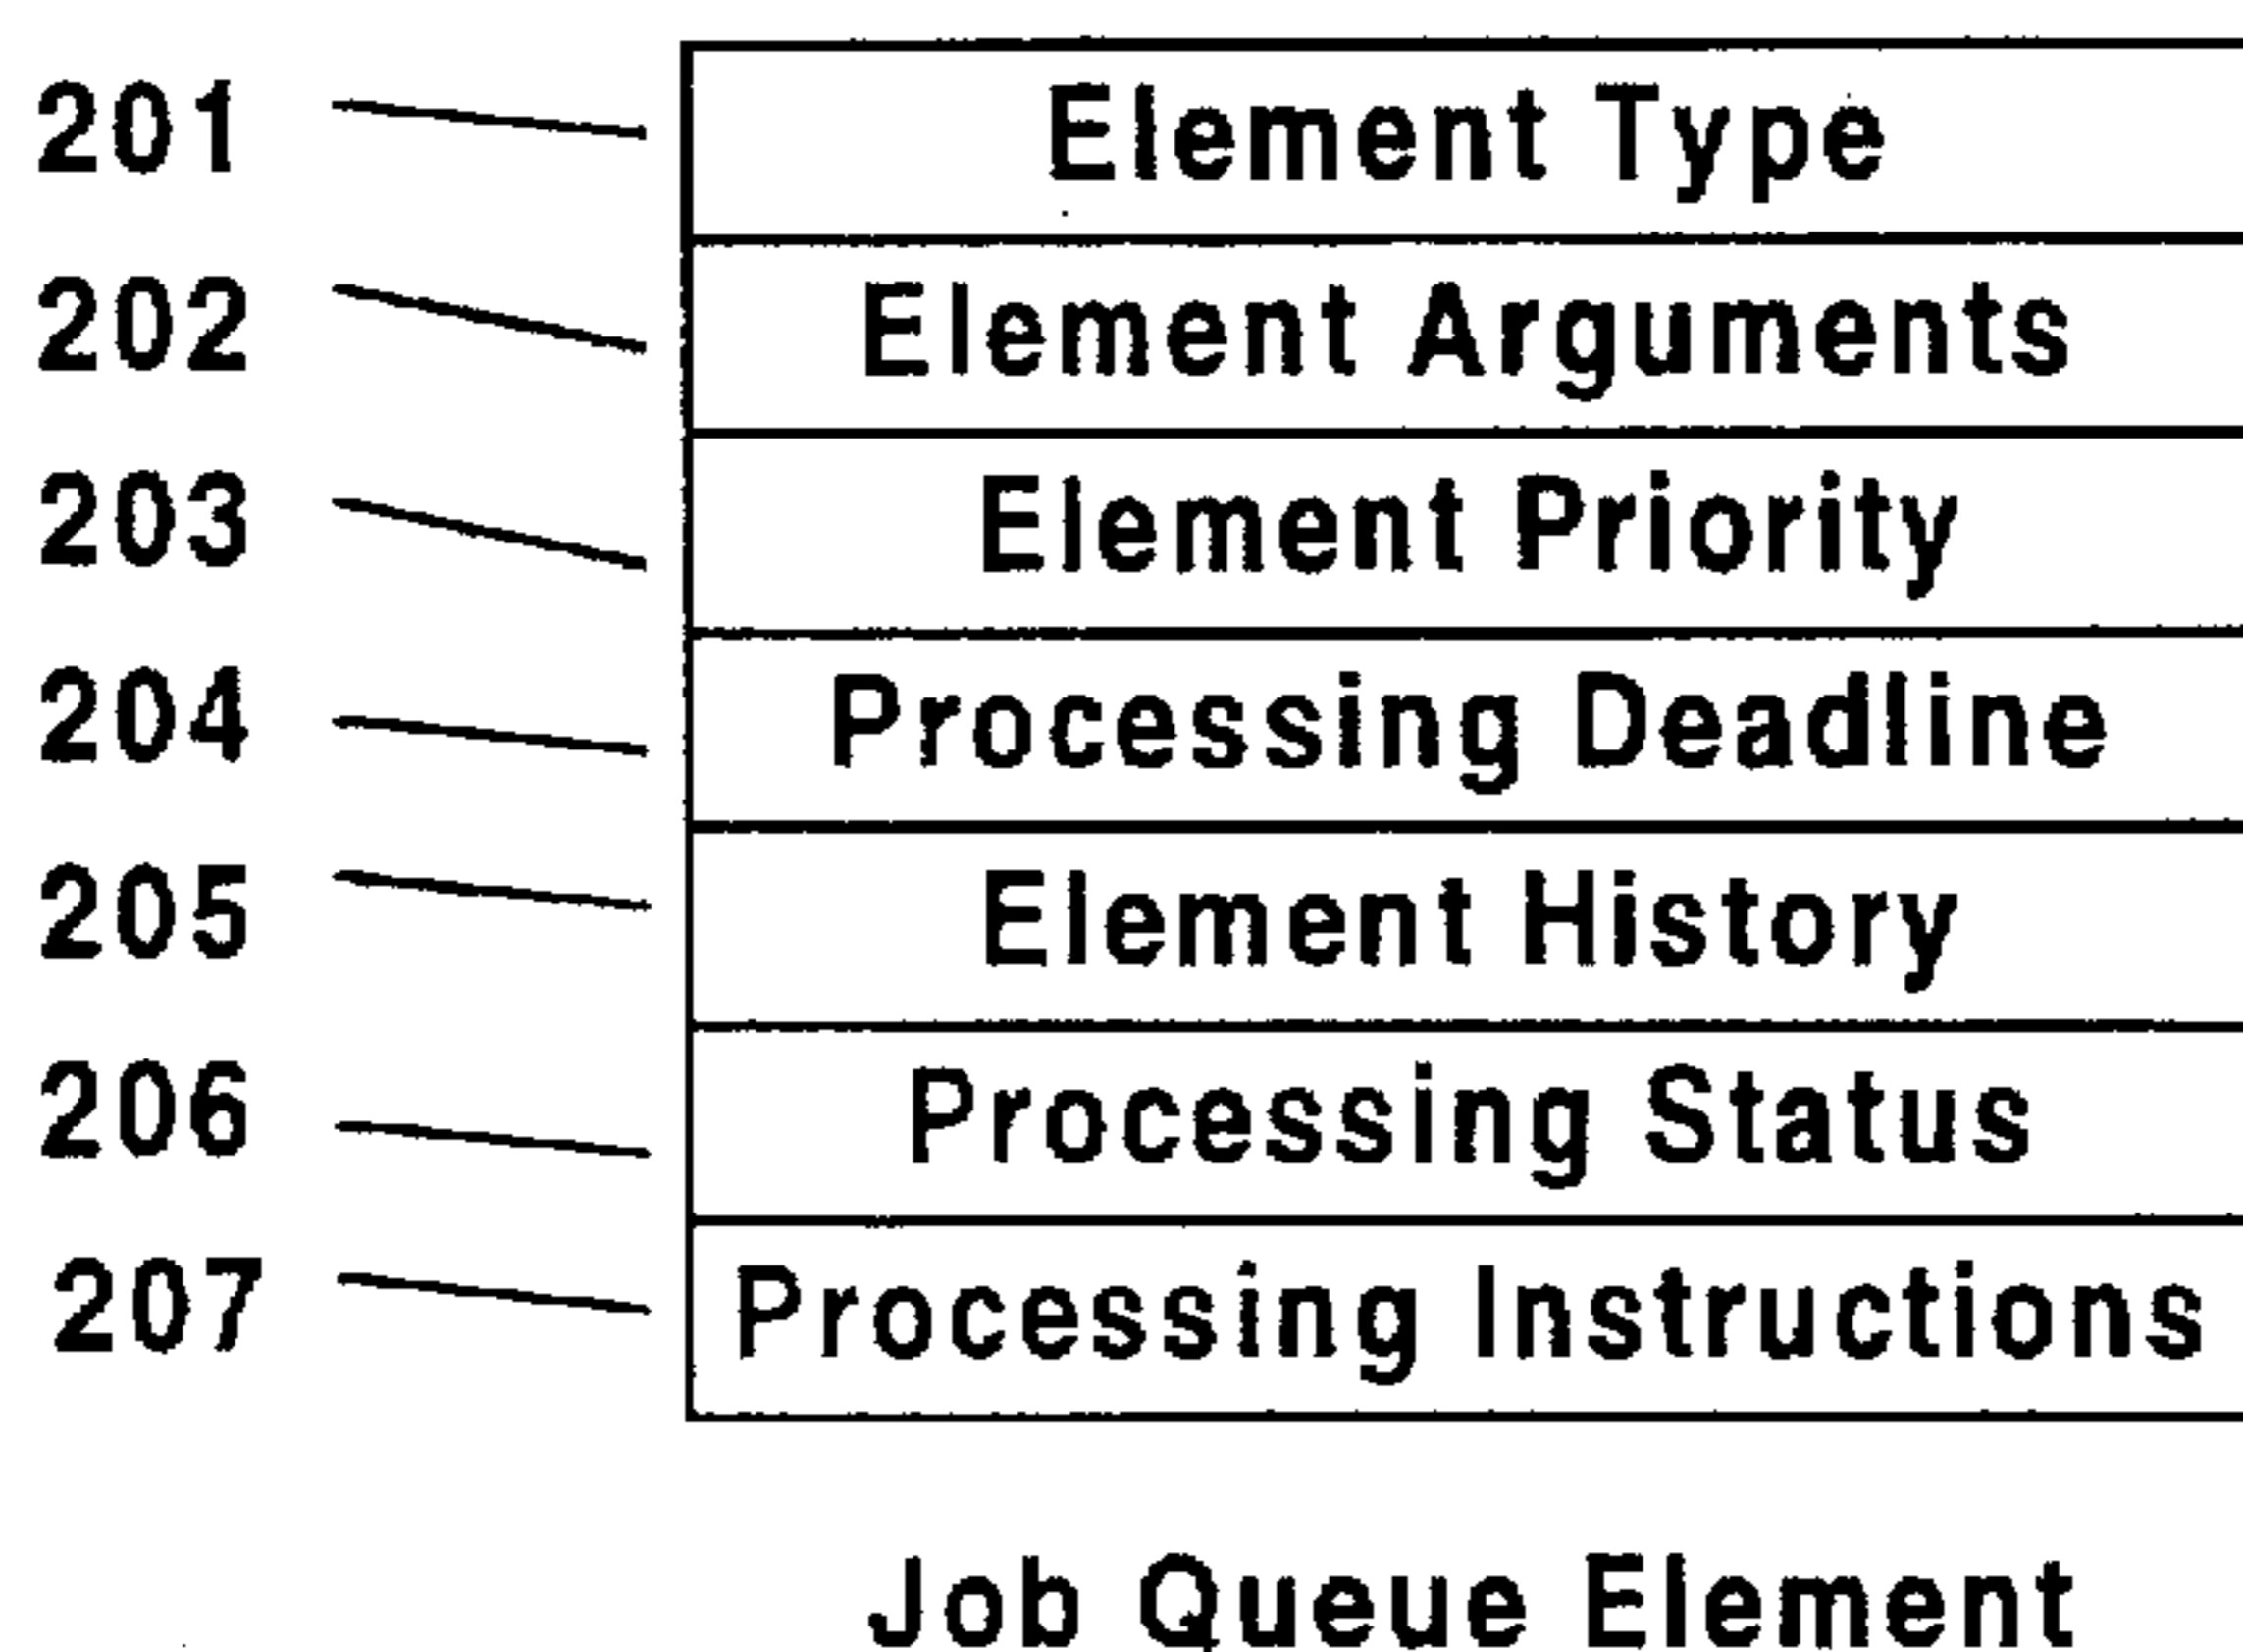 201 Element Type
202 Element Arguments
203 Element Priority
204 Processing Deadline
205 Element History
206 Processing Status
207 Processing Instructions
Job Queue Element